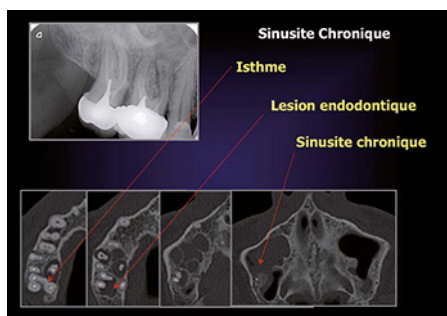 a
Sinusite Chronique
Isthme
Lesion endodontique
Sinusite chronique